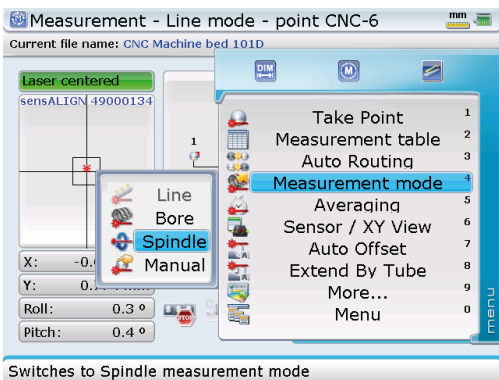 Measurement - Line mode - point CNC-6
mm
Current file name: CNC Machine bed 101D
Laser centered
sensALIGN 49000134
1
DIM
M
Take Point 1
Measurement table 2
Auto Routing 3
Measurement mode 4
Averaging 5
Sensor / XY View 6
Auto Offset 7
Extend By Tube 8
More... 9
Menu 0
menu
Line
Bore
Spindle
Manual
X: -0.
Y:
Roll: 0.3 º
Pitch: 0.4 º
STOP
Switches to Spindle measurement mode